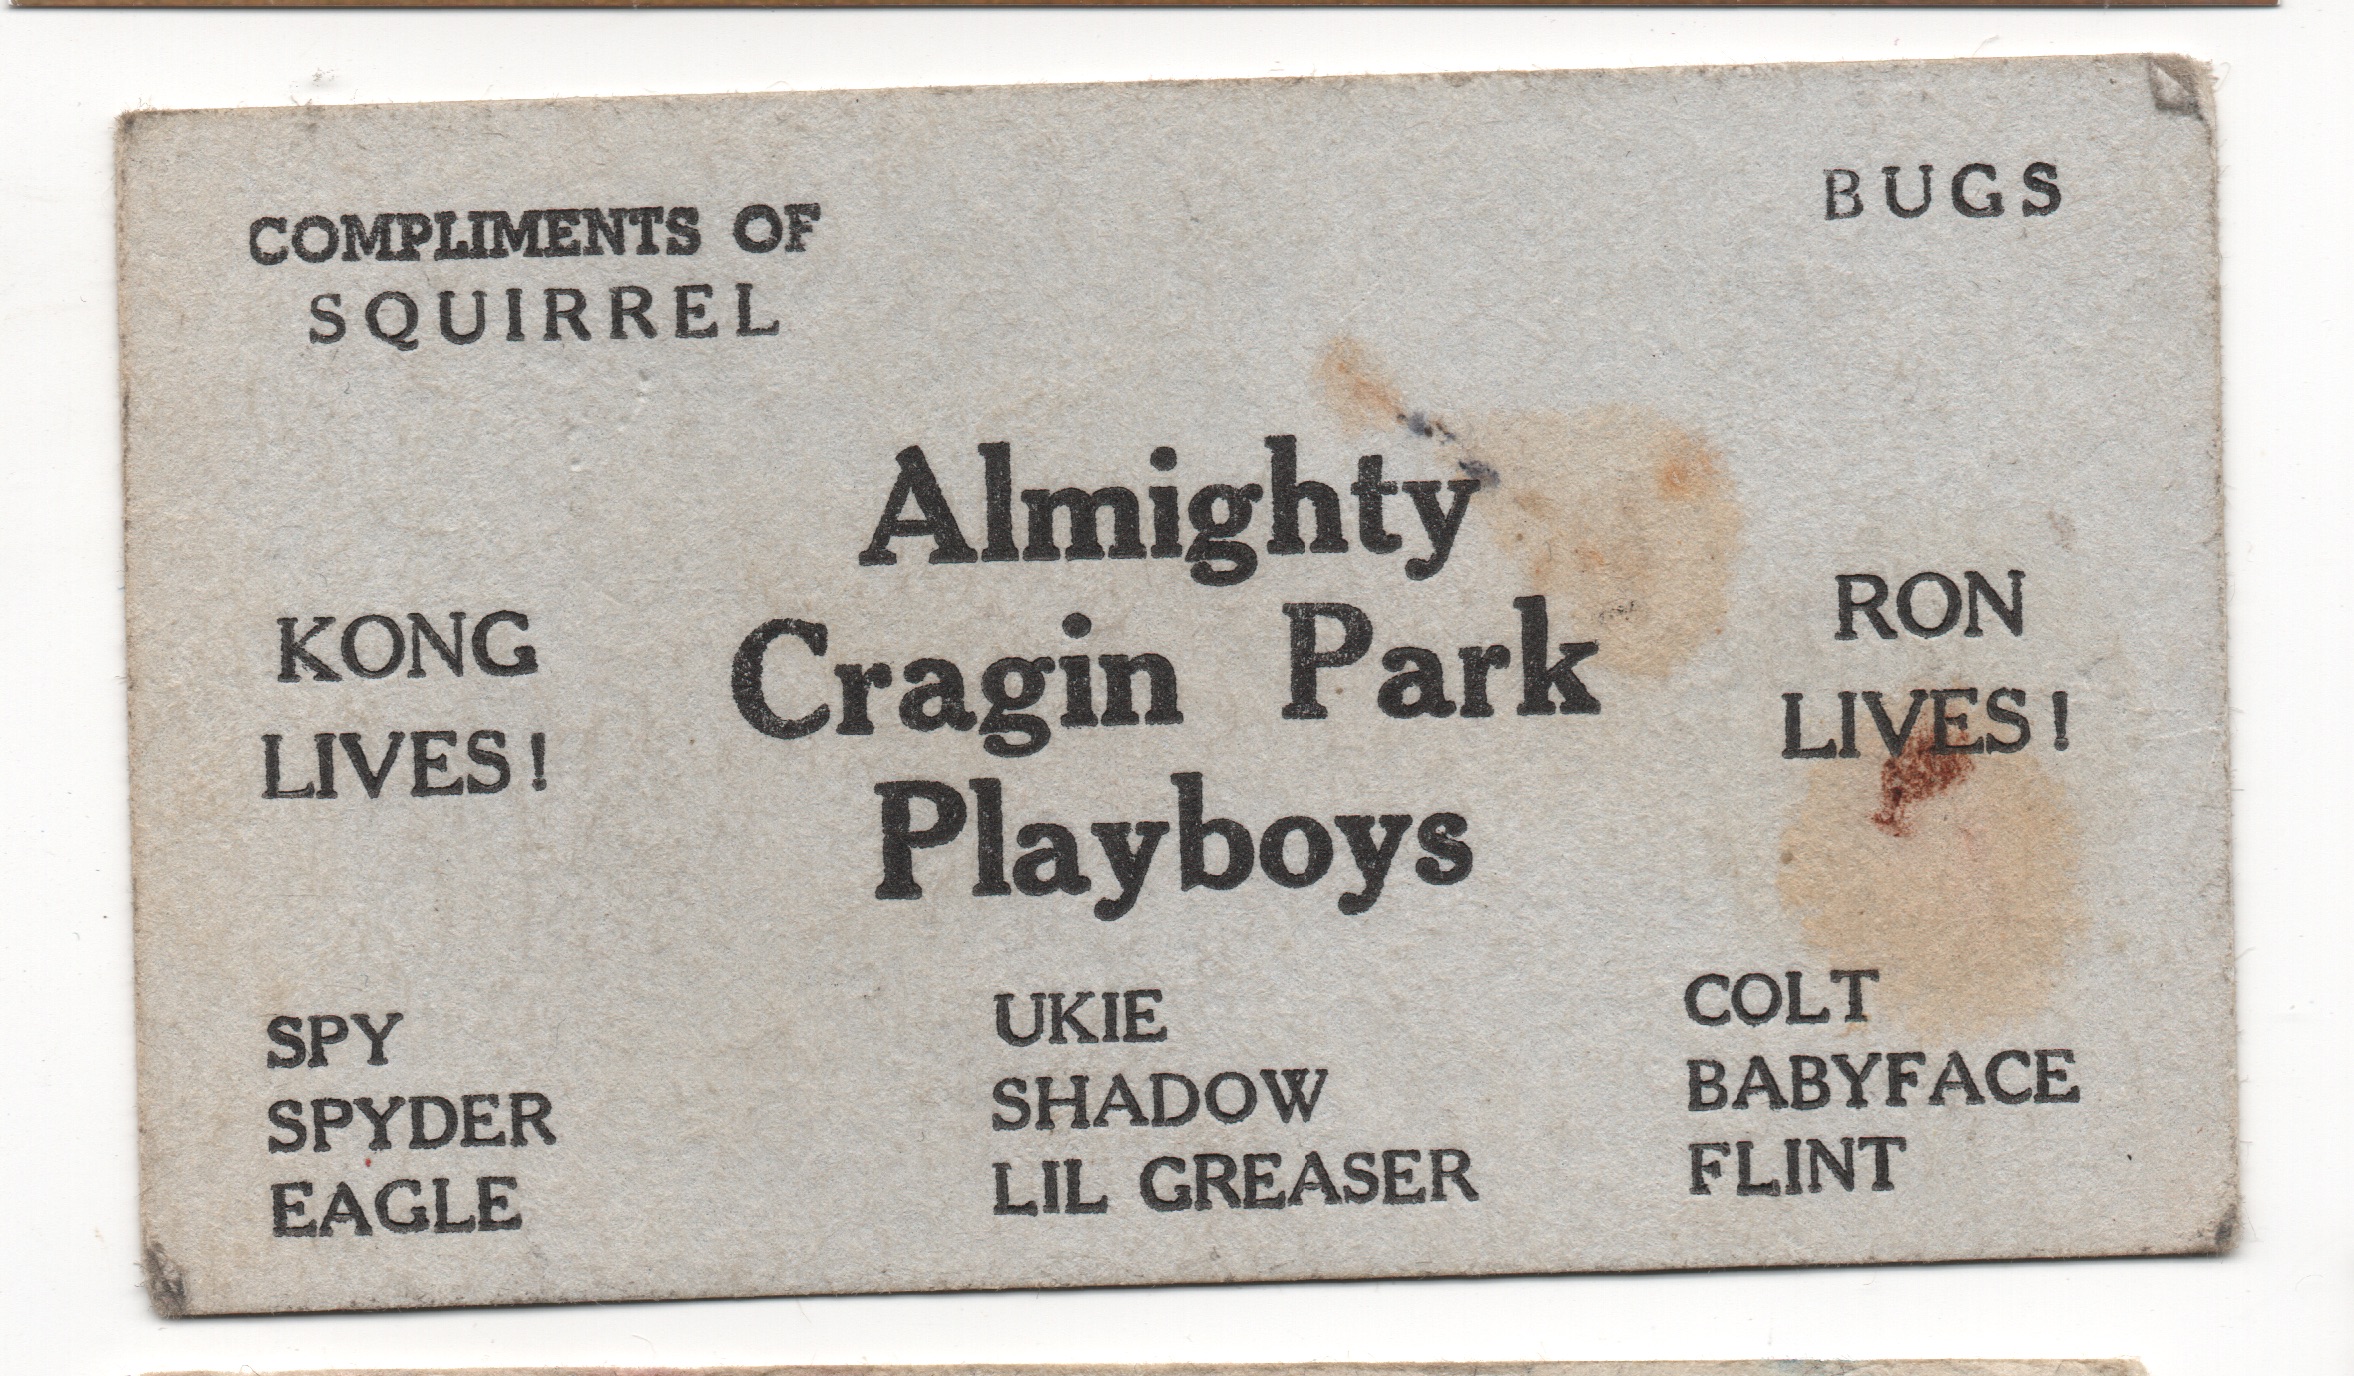 COMPLIMENTS OF
SQUIRREL
BUGS
Almighty
Cragin Park
Playboys
KONG
LIVES!
RON
LIVES!
SPY
SPYDER
EAGLE
UKIE
SHADOW
LIL GREASER
COLT
BABYFACE
FLINT